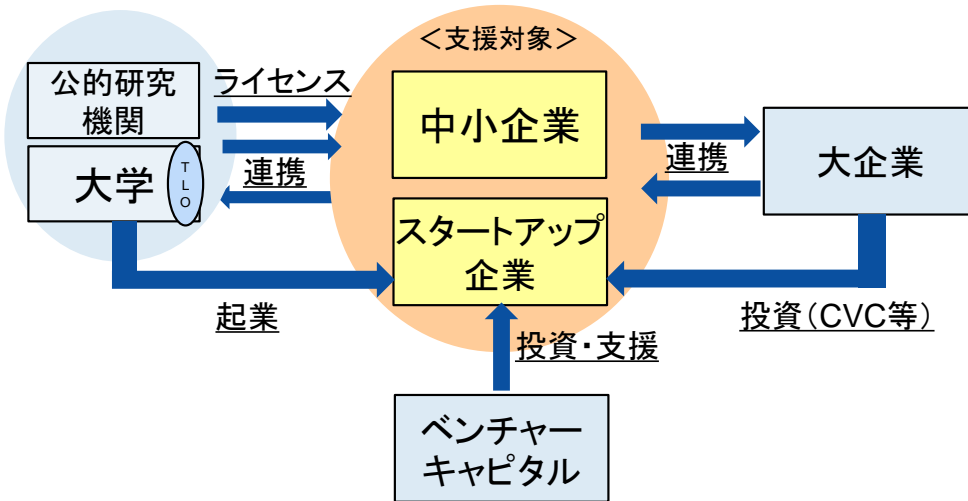 ＜支援対象＞
公的研究
機関
ライセンス
中小企業
大企業
大学
TLO
連携
連携
スタートアップ
企業
起業
投資（CVC等）
投資・支援
ベンチャー
キャピタル